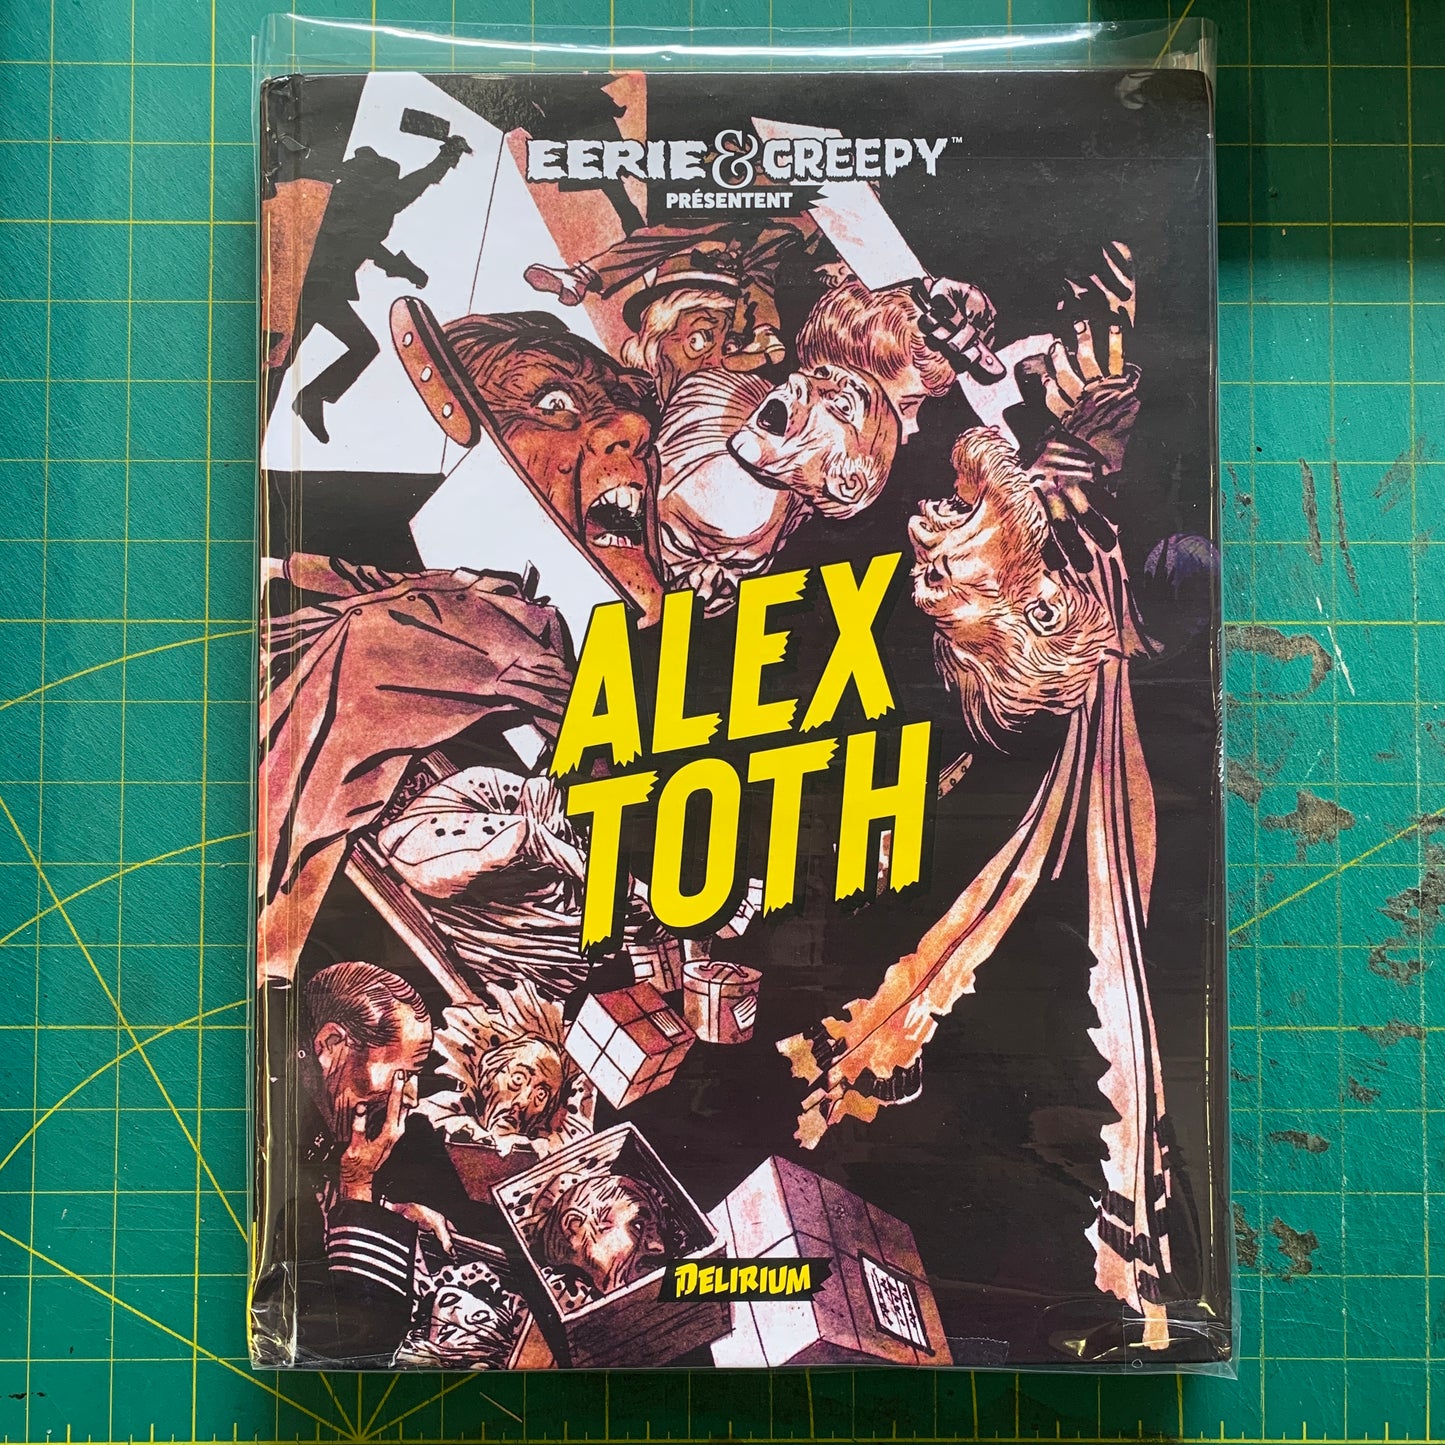 EERIE & CREEPY™
PRÉSENTENT
ALEX
TOTH
DELIRIUM